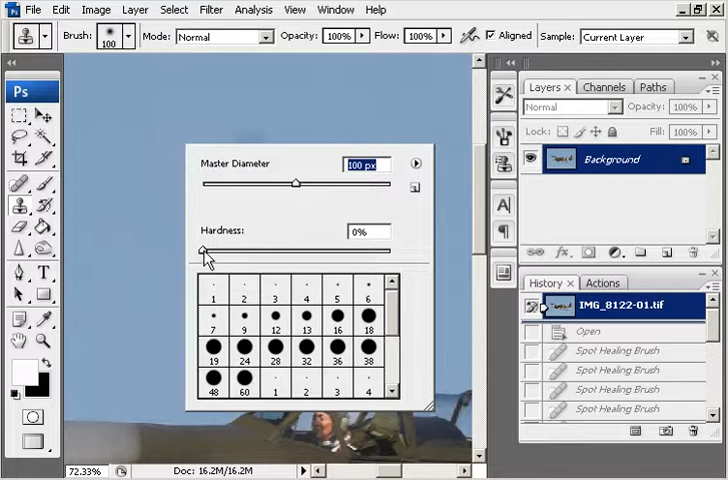 Ps File Edit Image Layer Select Filter Analysis View Window Help
Brush: 100 Mode: Normal Opacity: 100% Flow: 100% Aligned Sample: Current Layer
Ps
Layers × Channels Paths
Normal Opacity: 100%
Lock: Fill: 100%
Background
fx.
Master Diameter 100 px
Hardness: 0%
1 2 3 4 5 6
7 9 12 13 16 18
19 24 28 32 36 38
48 60 1 2 3 4
T
A
¶
History × Actions
IMG_8122-01.tif
Open
Spot Healing Brush
Spot Healing Brush
Spot Healing Brush
Spot Healing Brush
72.33% Doc: 16.2M/16.2M